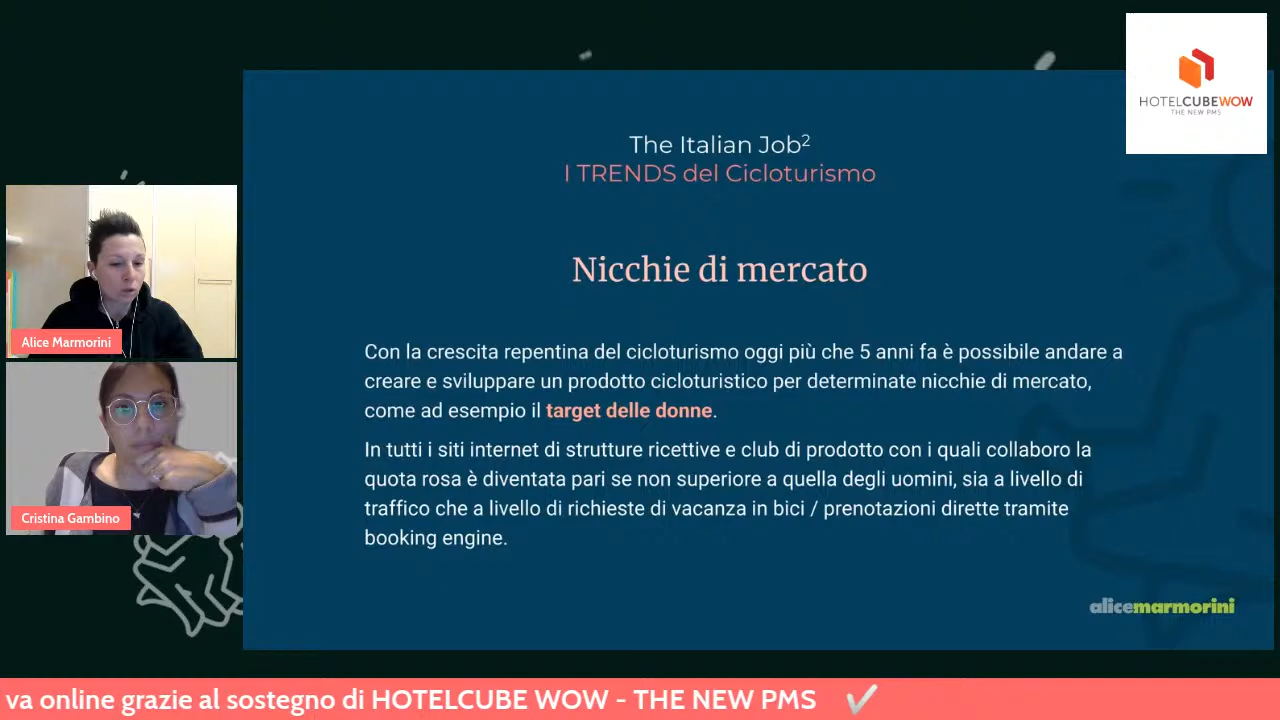 HOTELCUBEWOW
THE NEW PMS
The Italian Job²
I TRENDS del Cicloturismo
Nicchie di mercato
Con la crescita repentina del cicloturismo oggi più che 5 anni fa è possibile andare a
creare e sviluppare un prodotto cicloturistico per determinate nicchie di mercato,
come ad esempio il target delle donne.
In tutti i siti internet di strutture ricettive e club di prodotto con i quali collaboro la
quota rosa è diventata pari se non superiore a quella degli uomini, sia a livello di
traffico che a livello di richieste di vacanza in bici / prenotazioni dirette tramite
booking engine.
alicemarmorini
Alice Marmorini
Cristina Gambino
va online grazie al sostegno di HOTELCUBE WOW - THE NEW PMS ✔